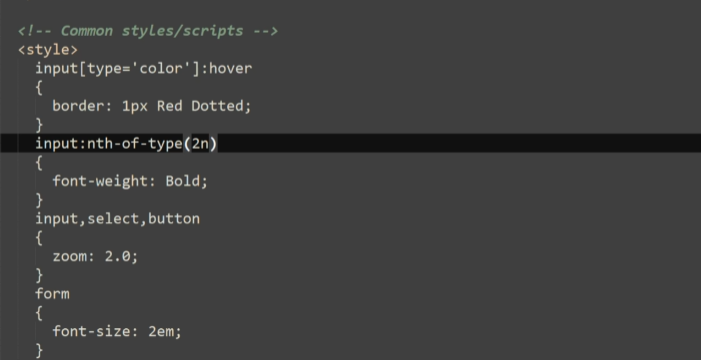 <!-- Common styles/scripts -->
<style>
input[type='color']:hover
{
border: 1px Red Dotted;
}
input:nth-of-type(2n)
{
font-weight: Bold;
}
input,select,button
{
zoom: 2.0;
}
form
{
font-size: 2em;
}